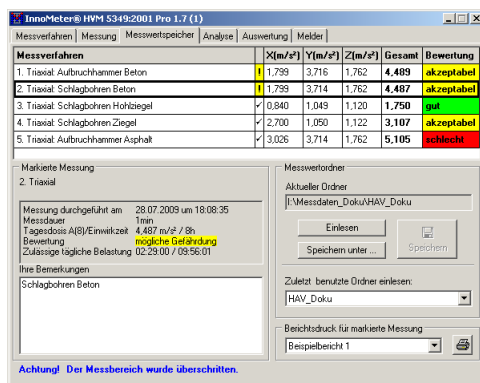 InnoMeter® HVM 5349:2001 Pro 1.7 (1)
Messverfahren Messung Messwertspeicher Analyse Auswertung Melder
Messverfahren X(m/s²) Y(m/s²) Z(m/s²) Gesamt Bewertung
1. Triaxial: Aufbruchhammer Beton ! 1,799 3,716 1,762 4,489 akzeptabel
2. Triaxial: Schlagbohren Beton ! 1,799 3,714 1,762 4,487 akzeptabel
3. Triaxial: Schlagbohren Hohlziegel ✓ 0,840 1,049 1,120 1,750 gut
4. Triaxial: Schlagbohren Ziegel ✓ 2,700 1,050 1,122 3,107 akzeptabel
5. Triaxial: Aufbruchhammer Asphalt ✓ 3,026 3,714 1,762 5,105 schlecht
Markierte Messung
2. Triaxial
Messung durchgeführt am 28.07.2009 um 18:08:35
Messdauer 1min
Tagesdosis A(8)/Einwirkzeit 4,487 m/s² / 8h
Bewertung mögliche Gefährdung
Zulässige tägliche Belastung 02:29:00 / 09:56:01
Ihre Bemerkungen
Schlagbohren Beton
Achtung! Der Messbereich wurde überschritten.
Messwertordner
Aktueller Ordner
I:\Messdaten_Doku\HAV_Doku
Einlesen
Speichern unter ...
Speichern
Zuletzt benutzte Ordner einlesen:
HAV_Doku
Berichtsdruck für markierte Messung
Beispielbericht 1